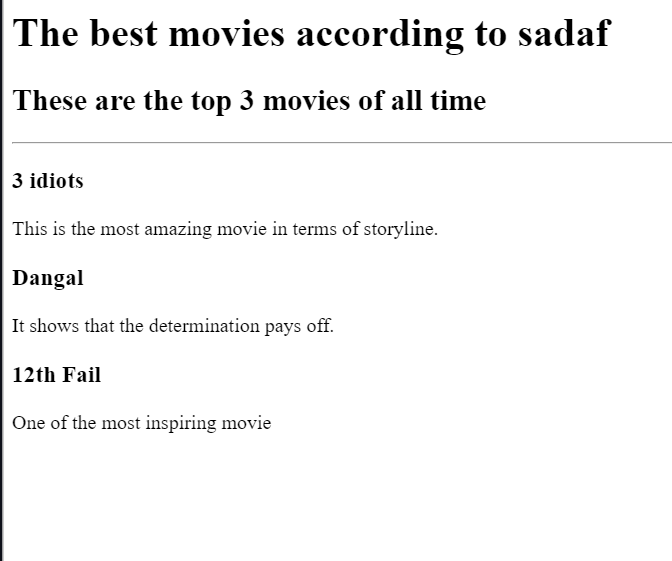 The best movies according to sadaf
These are the top 3 movies of all time
3 idiots
This is the most amazing movie in terms of storyline.
Dangal
It shows that the determination pays off.
12th Fail
One of the most inspiring movie